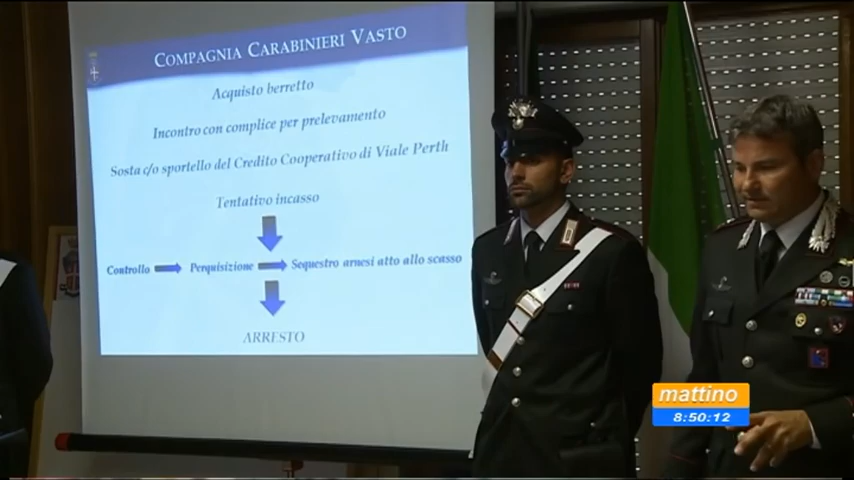 COMPAGNIA CARABINIERI VASTO
Acquisto berretto
Incontro con complice per prelevamento
Sosta c/o sportello del Credito Cooperativo di Viale Perth
Tentativo incasso
Controllo Perquisizione Sequestro arnesi atto allo scasso
ARRESTO
mattino
8:50:12